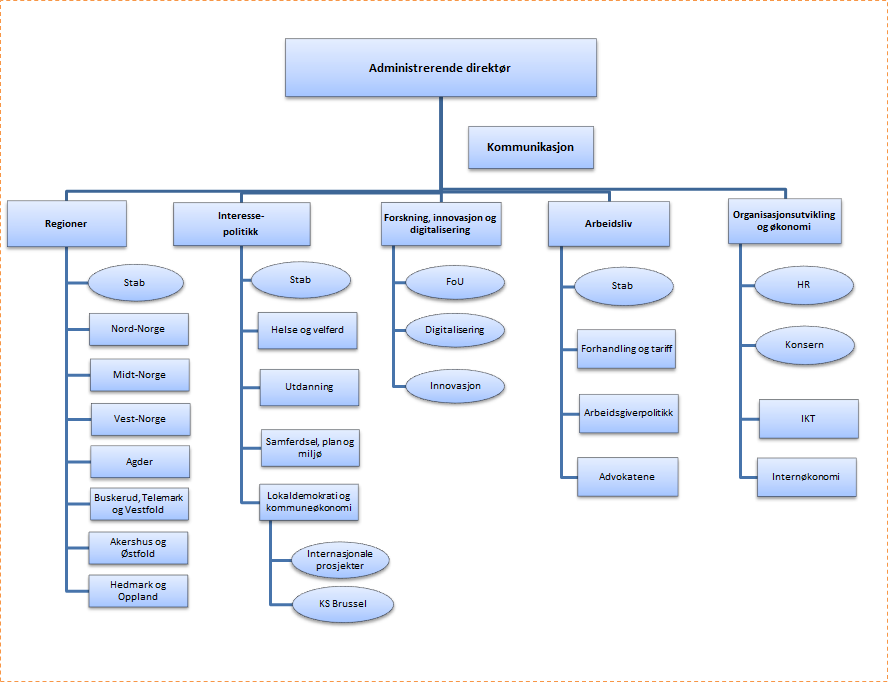 Administrerende direktør
Kommunikasjon
Regioner
Interesse-
politikk
Forskning, innovasjon og
digitalisering
Arbeidsliv
Organisasjonsutvikling
og økonomi
Stab
Nord-Norge
Midt-Norge
Vest-Norge
Agder
Buskerud, Telemark
og Vestfold
Akershus og
Østfold
Hedmark og
Oppland
Stab
Helse og velferd
Utdanning
Samferdsel, plan og
miljø
Lokaldemokrati og
kommuneøkonomi
Internasjonale
prosjekter
KS Brussel
FoU
Digitalisering
Innovasjon
Stab
Forhandling og tariff
Arbeidsgiverpolitikk
Advokatene
HR
Konsern
IKT
Internøkonomi